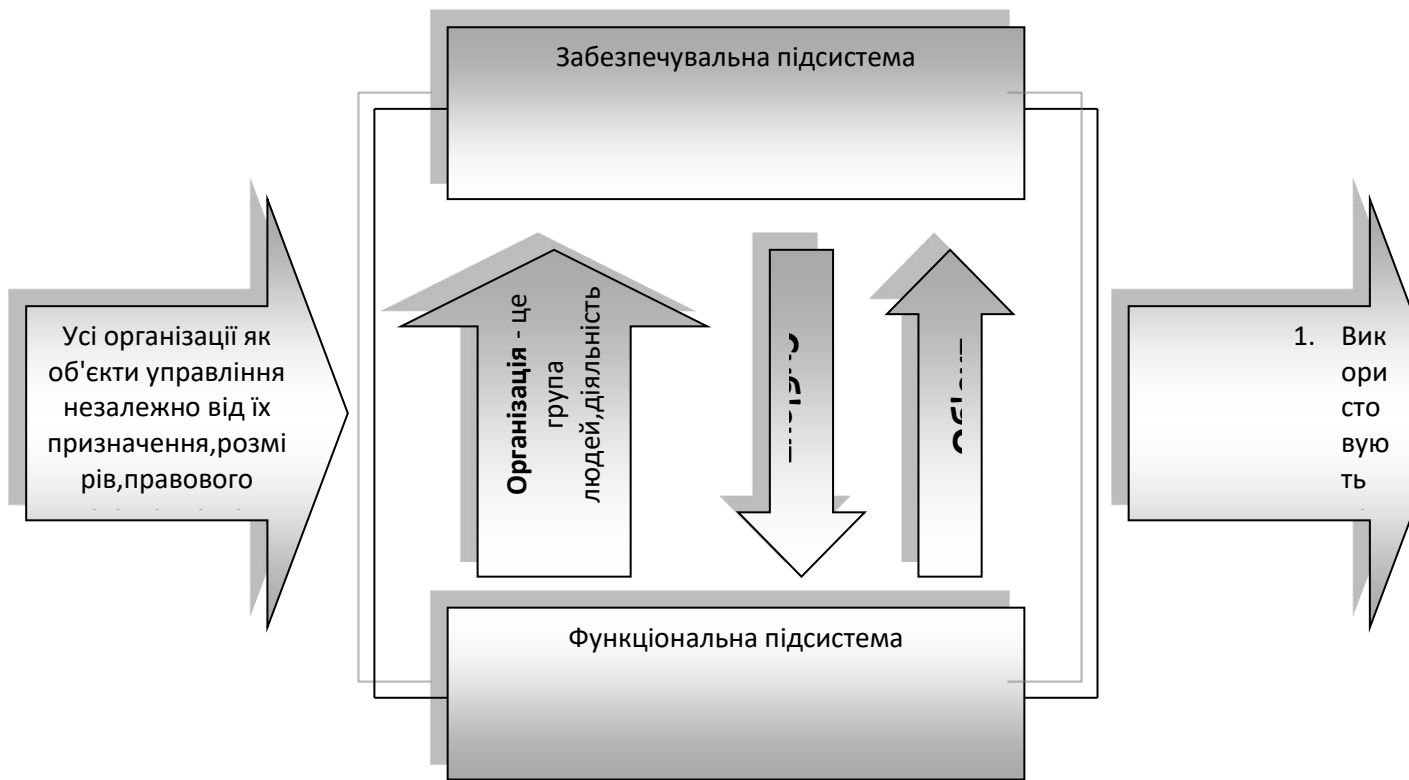 Забезпечувальна підсистема
Усі організації як
об'єкти управління
незалежно від їх
призначення,розмі
рів,правового
Організація - це
група
людей,діяльність
1. Вик
ори
сто
вую
ть
Функціональна підсистема